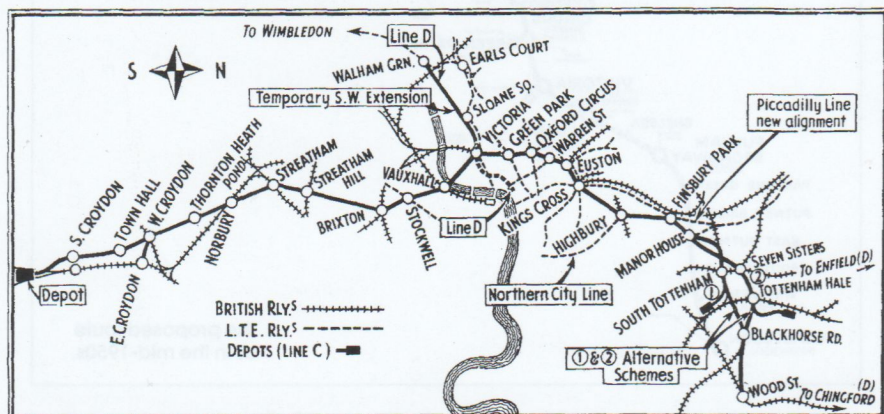 TO WIMBLEDON
Line D
EARLS COURT
WALHAM GRN.
S N
Temporary S.W. Extension
SLOANE SQ.
VICTORIA
GREEN PARK
OXFORD CIRCUS
WARREN ST.
EUSTON
Piccadilly Line
new alignment
FINSBURY PARK
S. CROYDON
TOWN HALL
W. CROYDON
THORNTON HEATH
POND
NORBURY
STREATHAM
STREATHAM
HILL
BRIXTON
VAUXHALL
STOCKWELL
Line D
KINGS CROSS
HIGHBURY
MANOR HOUSE
SEVEN SISTERS
②
TO ENFIELD (D)
TOTTENHAM HALE
SOUTH TOTTENHAM
①
Depot
E. CROYDON
Northern City Line
BRITISH RLY.S
L.T.E. RLY.S
DEPOTS (LINE C)
BLACKHORSE RD.
①&② Alternative
Schemes
WOOD ST.
(D)
TO CHINGFORD